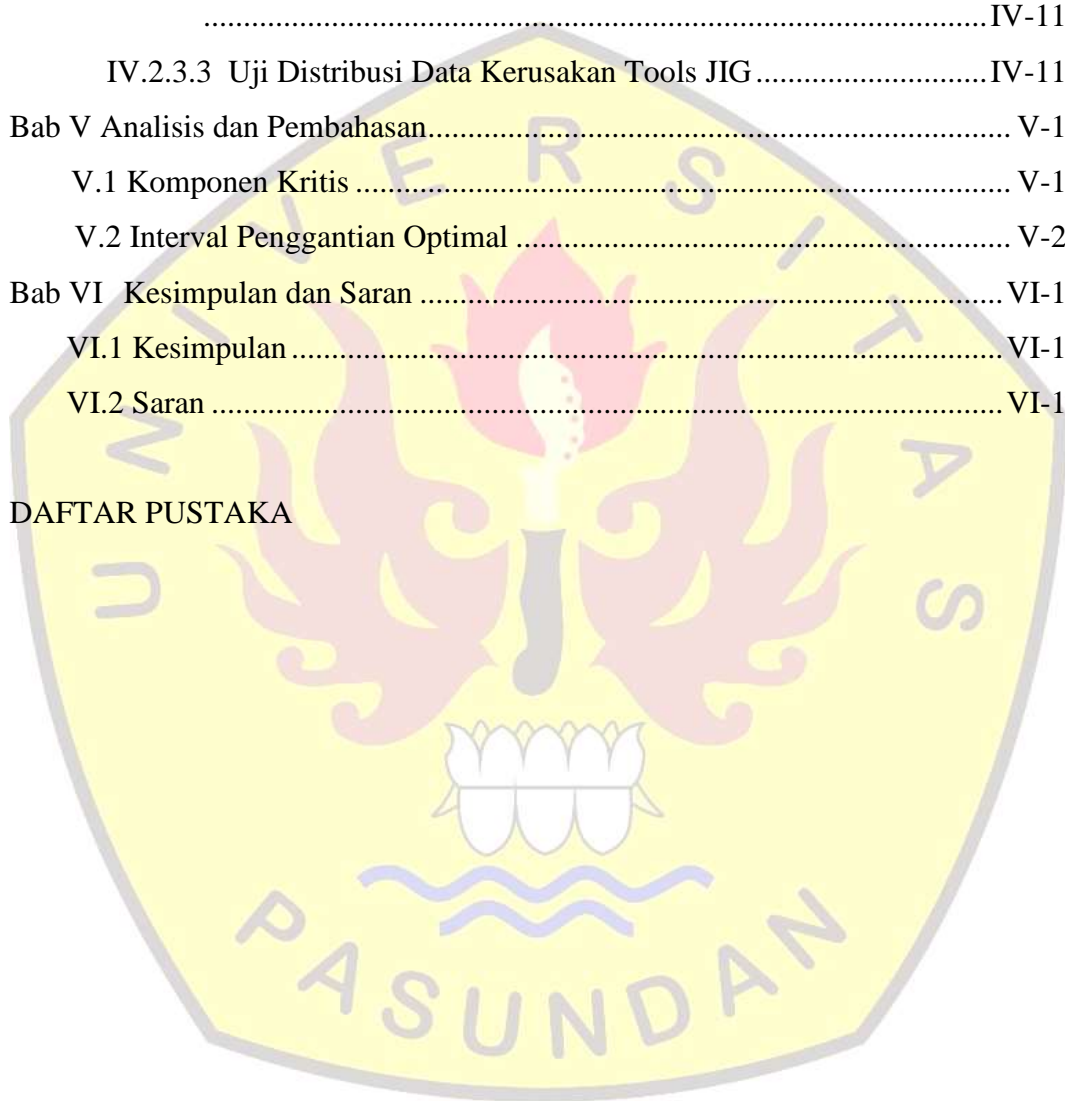 ........................................................................................................ IV-11
IV.2.3.3  Uji Distribusi Data Kerusakan Tools JIG ............................... IV-11
Bab V Analisis dan Pembahasan.............................................................................. V-1
V.1 Komponen Kritis ....................................................................................... V-1
V.2 Interval Penggantian Optimal .................................................................. V-2
Bab VI   Kesimpulan dan Saran .............................................................................. VI-1
VI.1 Kesimpulan .............................................................................................. VI-1
VI.2 Saran ......................................................................................................... VI-1
DAFTAR PUSTAKA
UNIVERSITAS
PASUNDAN